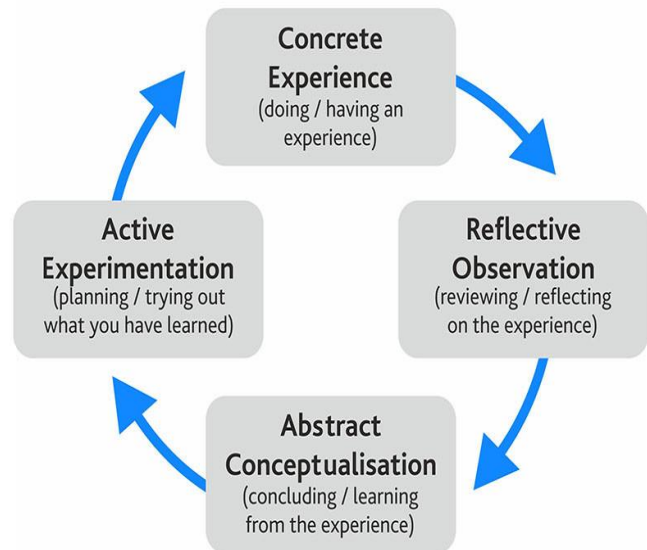 Concrete
Experience
(doing / having an
experience)
Reflective
Observation
(reviewing / reflecting
on the experience)
Abstract
Conceptualisation
(concluding / learning
from the experience)
Active
Experimentation
(planning / trying out
what you have learned)